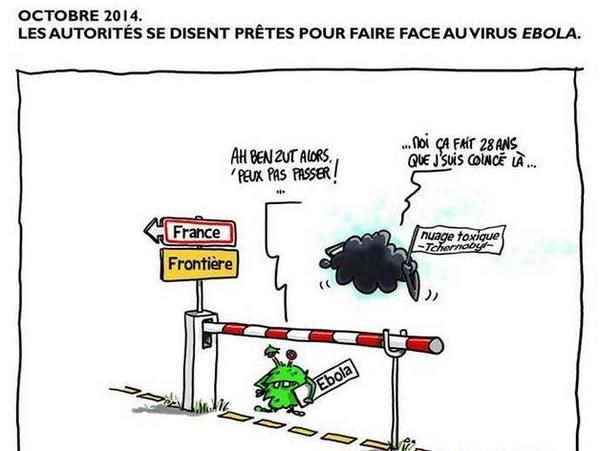 OCTOBRE 2014.
LES AUTORITÉS SE DISENT PRÊTES POUR FAIRE FACE AU VIRUS EBOLA.
AH BEN ZUT ALORS,
'PEUX PAS PASSER !
...
...MOI ÇA FAIT 28 ANS
QUE J'SUIS COINCÉ LÀ...
nuage toxique
-Tchernobyl-
France
Frontière
Ebola